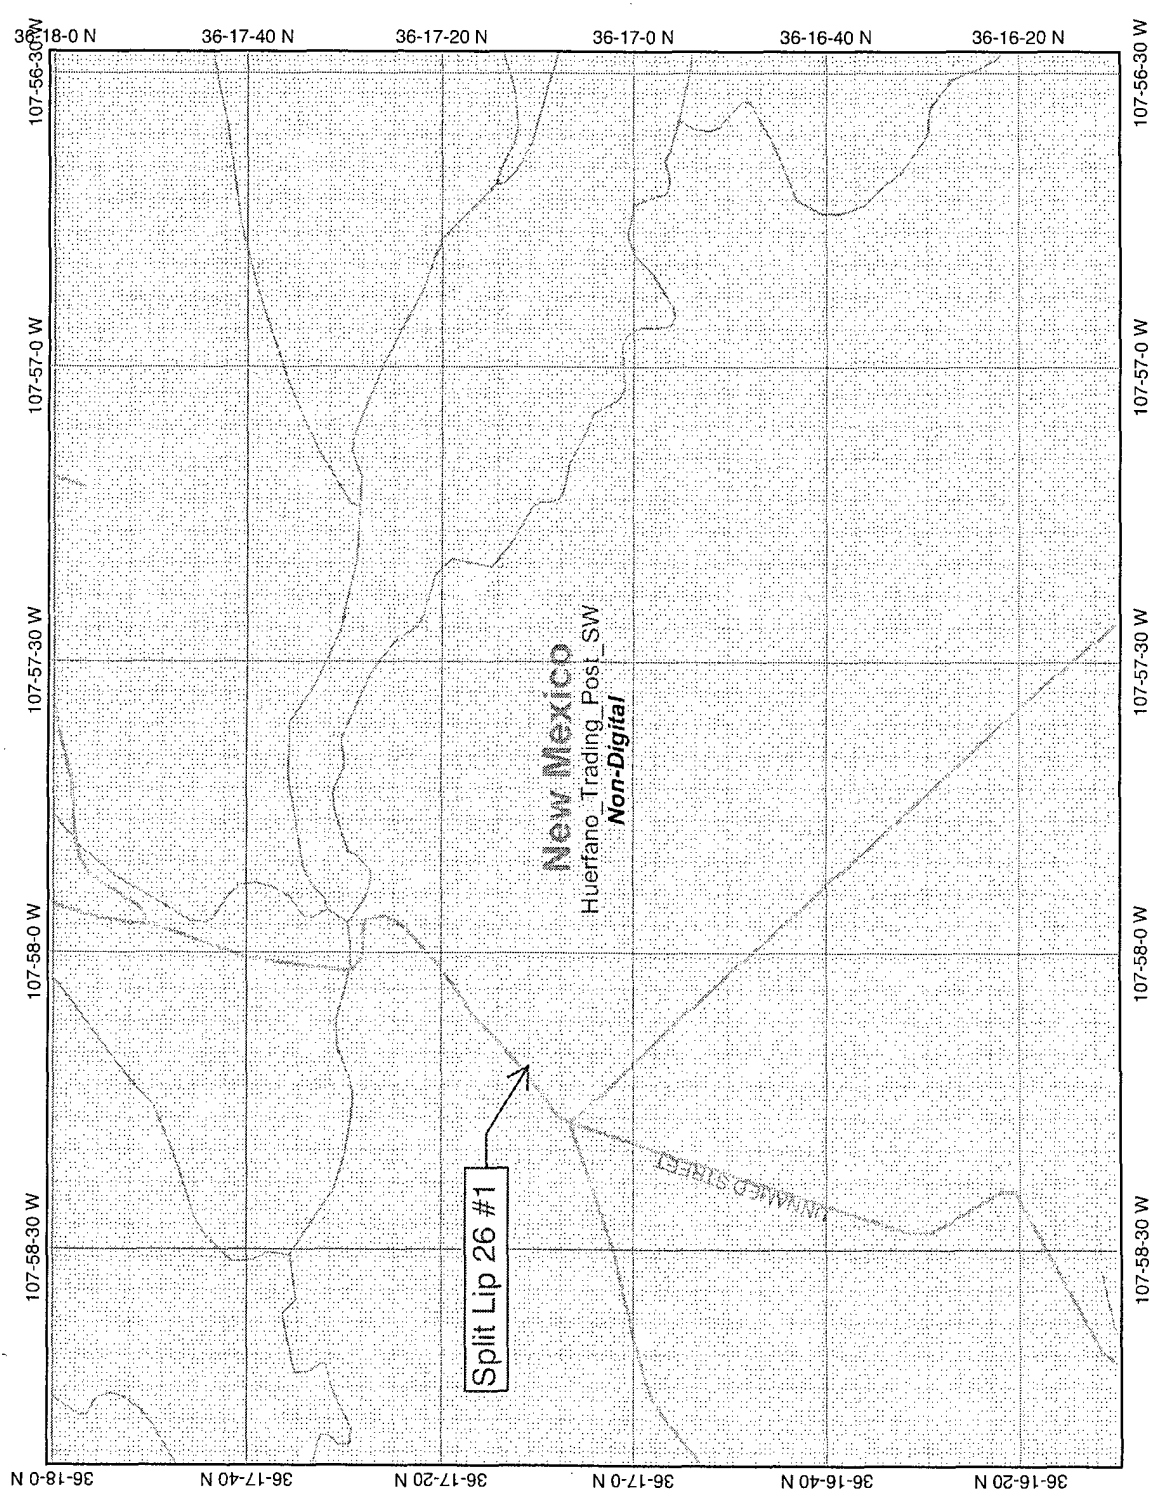 36-18-0 N
36-17-40 N
36-17-20 N
36-17-0 N
36-16-40 N
36-16-20 N
107-56-30 W
107-56-30 W
107-57-0 W
107-57-0 W
107-57-30 W
107-57-30 W
New Mexico
Huerfano_Trading_Post_SW
Non-Digital
107-58-0 W
107-58-0 W
UNNAMED STREET
Split Lip 26 #1
107-58-30 W
107-58-30 W
36-18-0 N
36-17-40 N
36-17-20 N
36-17-0 N
36-16-40 N
36-16-20 N